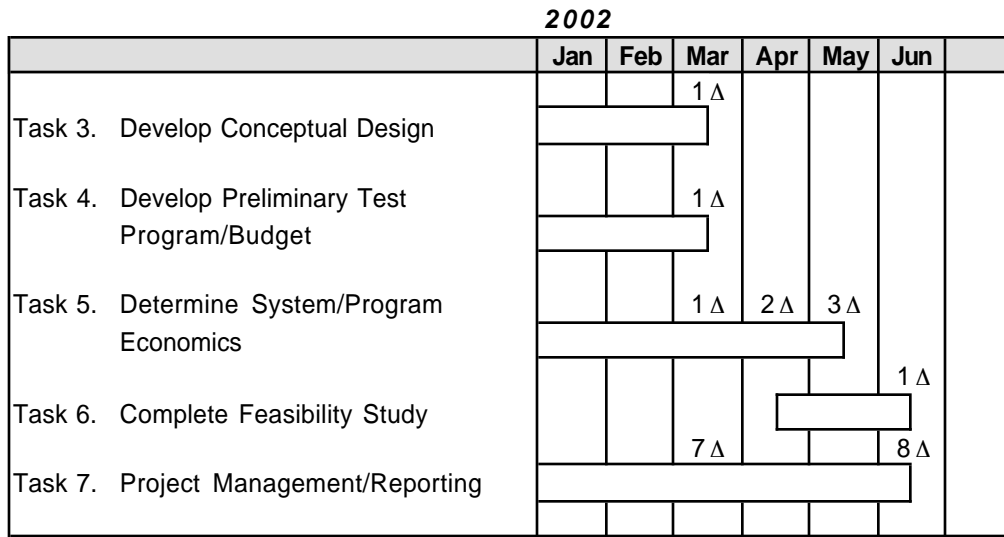 2002
Jan Feb Mar Apr May Jun
1 Δ
Task 3. Develop Conceptual Design
Task 4. Develop Preliminary Test 1 Δ
Program/Budget
Task 5. Determine System/Program 1 Δ 2 Δ 3 Δ
Economics
1 Δ
Task 6. Complete Feasibility Study
7 Δ 8 Δ
Task 7. Project Management/Reporting